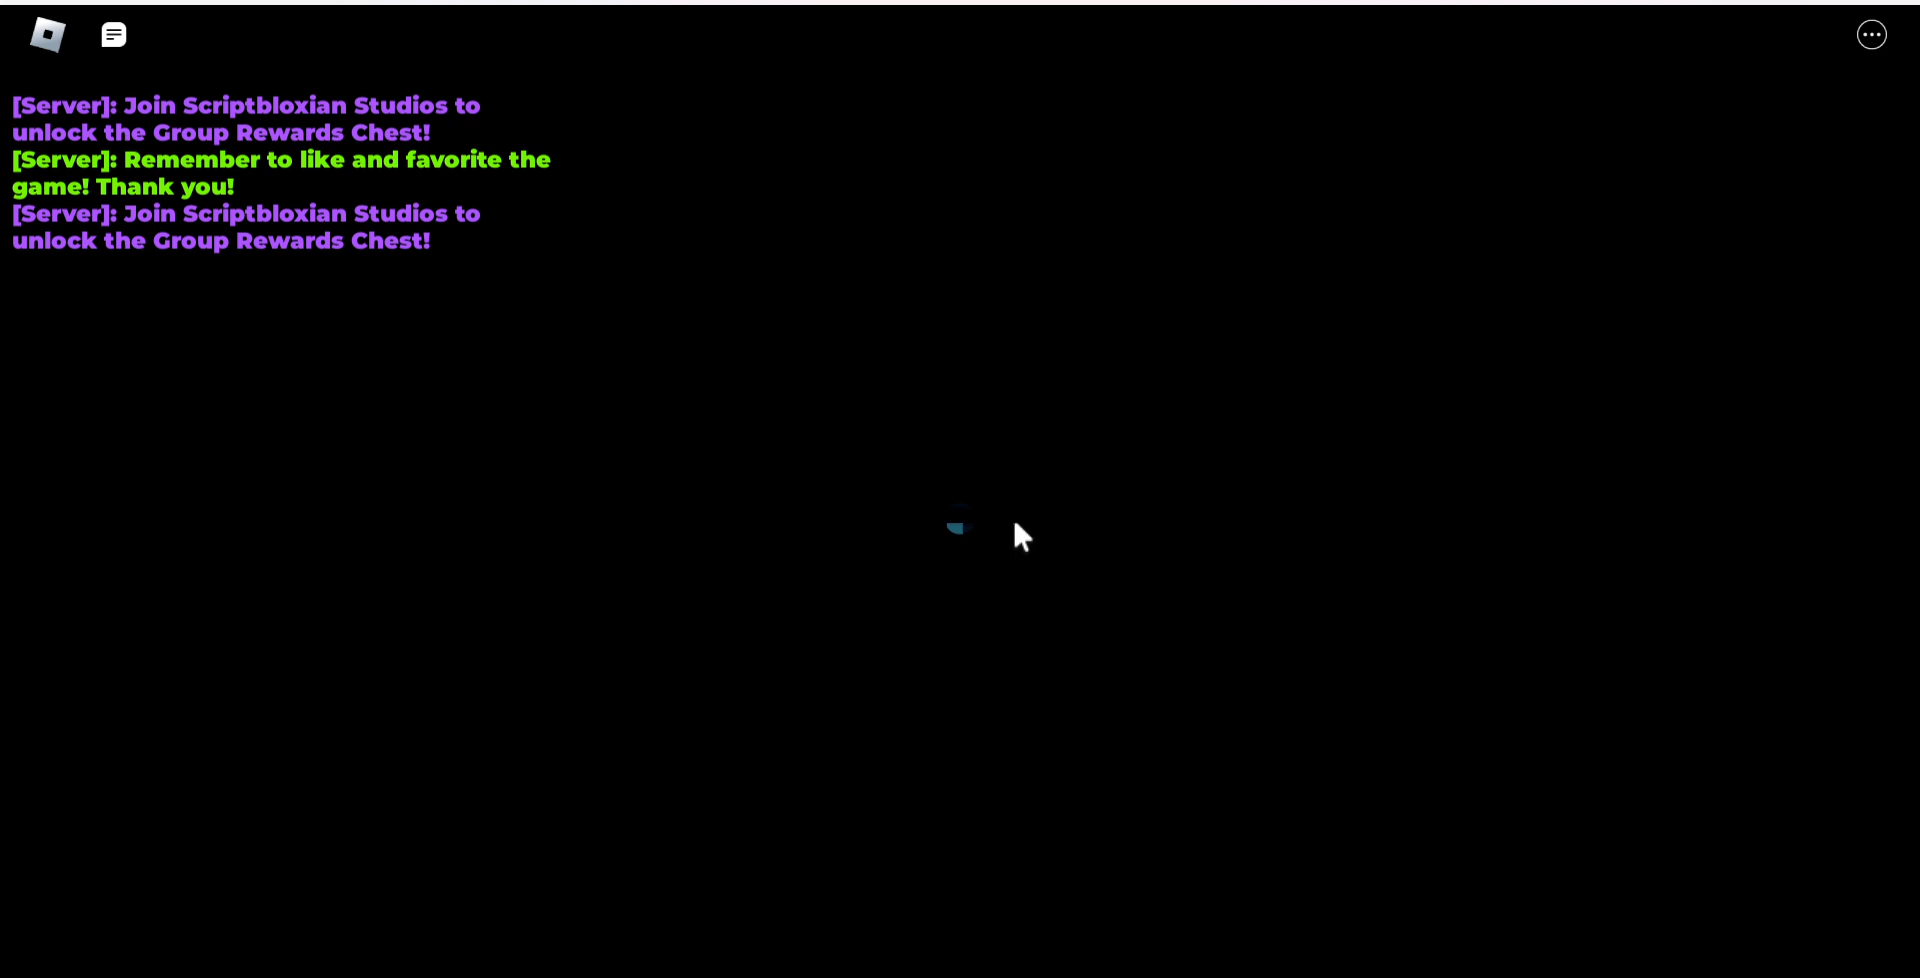 [Server]: Join Scriptbloxian Studios to
unlock the Group Rewards Chest!
[Server]: Remember to like and favorite the
game! Thank you!
[Server]: Join Scriptbloxian Studios to
unlock the Group Rewards Chest!